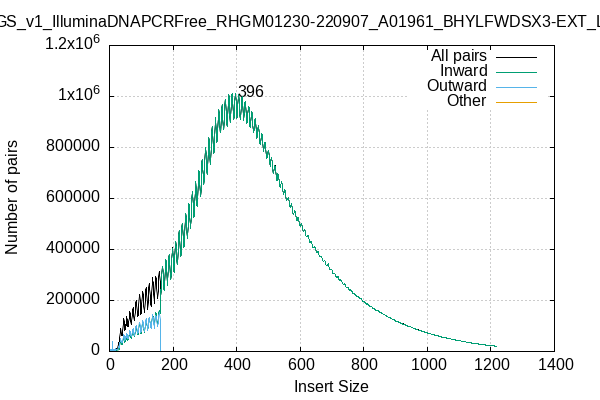 GS_v1_IlluminaDNAPCRFree_RHGM01230-220907_A01961_BHYLFWDSX3-EXT_L
1.2x10^6
1x10^6
800000
600000
400000
200000
0
Number of pairs
396
All pairs
Inward
Outward
Other
0 200 400 600 800 1000 1200 1400
Insert Size